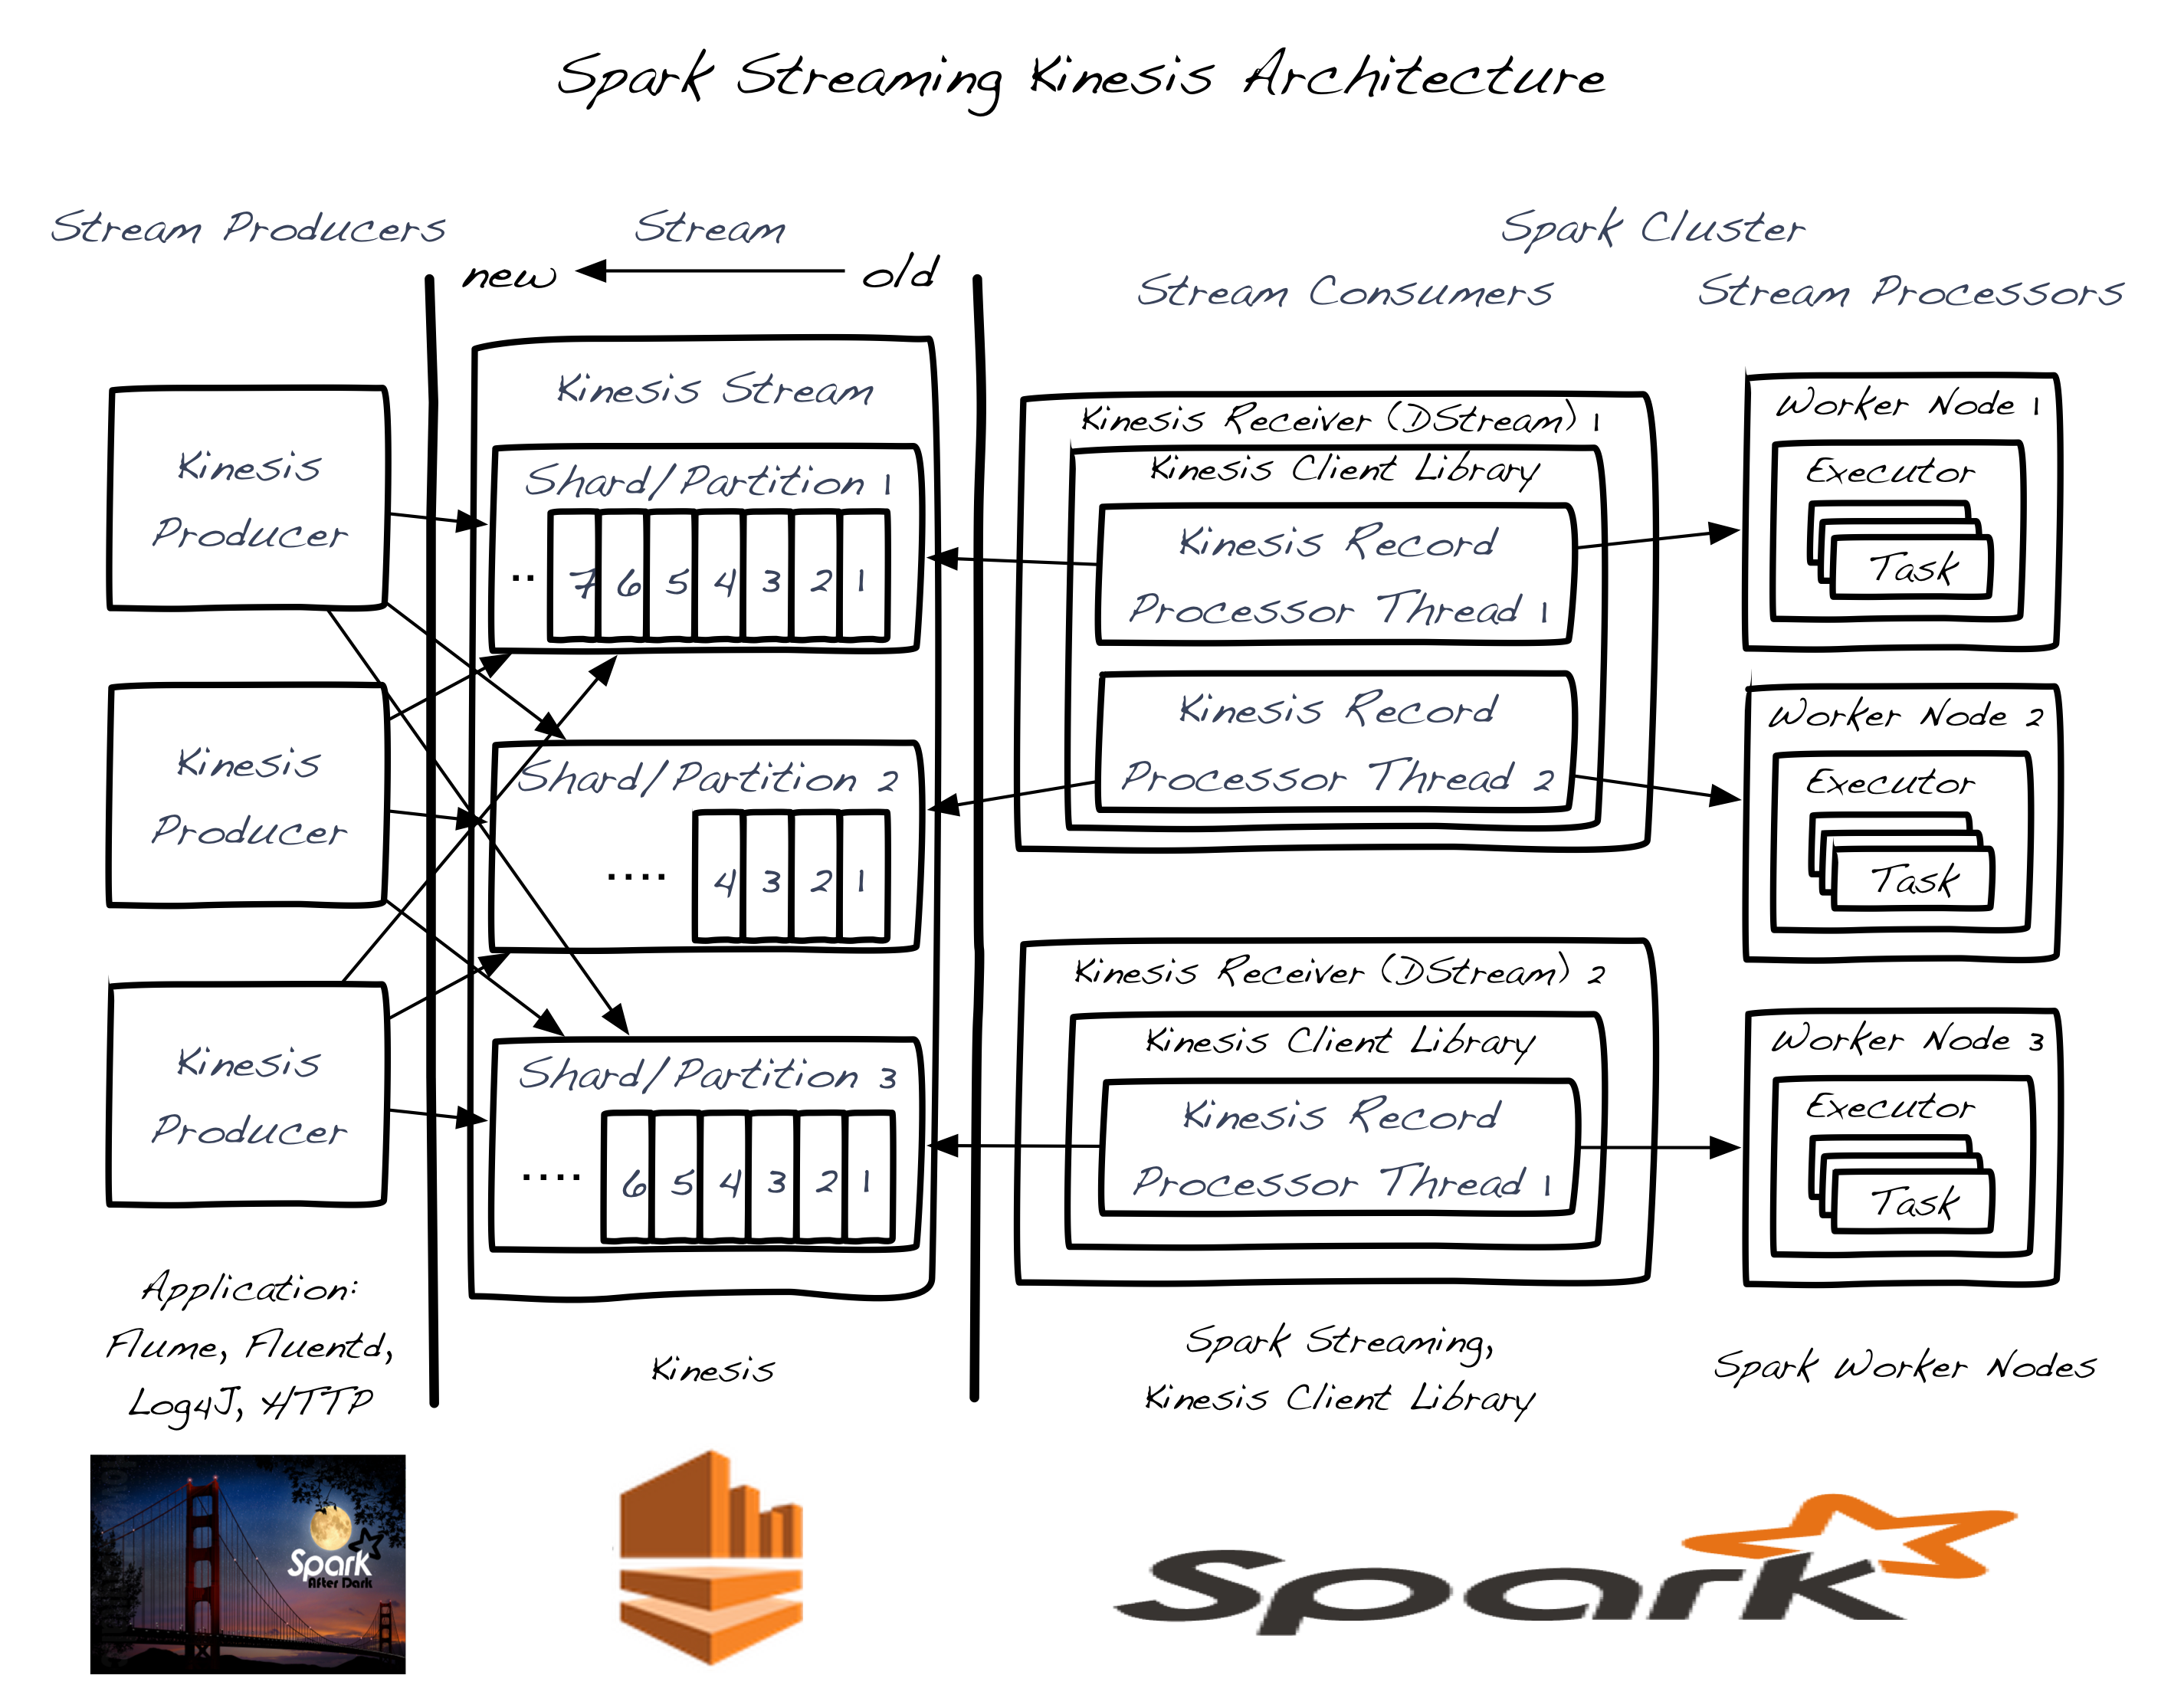 Spark Streaming Kinesis Architecture
Stream Producers
Stream
new
old
Spark Cluster
Stream Consumers
Stream Processors
Kinesis
Producer
Kinesis
Producer
Kinesis
Producer
Application:
Flume, Fluentd,
Log4J, HTTP
Spark
After Dark
Kinesis Stream
Shard/Partition 1
.. 7 6 5 4 3 2 1
Shard/Partition 2
.... 4 3 2 1
Shard/Partition 3
.... 6 5 4 3 2 1
Kinesis
Kinesis Receiver (DStream) 1
Kinesis Client Library
Kinesis Record
Processor Thread 1
Kinesis Record
Processor Thread 2
Kinesis Receiver (DStream) 2
Kinesis Client Library
Kinesis Record
Processor Thread 1
Spark Streaming,
Kinesis Client Library
Worker Node 1
Executor
Task
Worker Node 2
Executor
Task
Worker Node 3
Executor
Task
Spark Worker Nodes
Spark